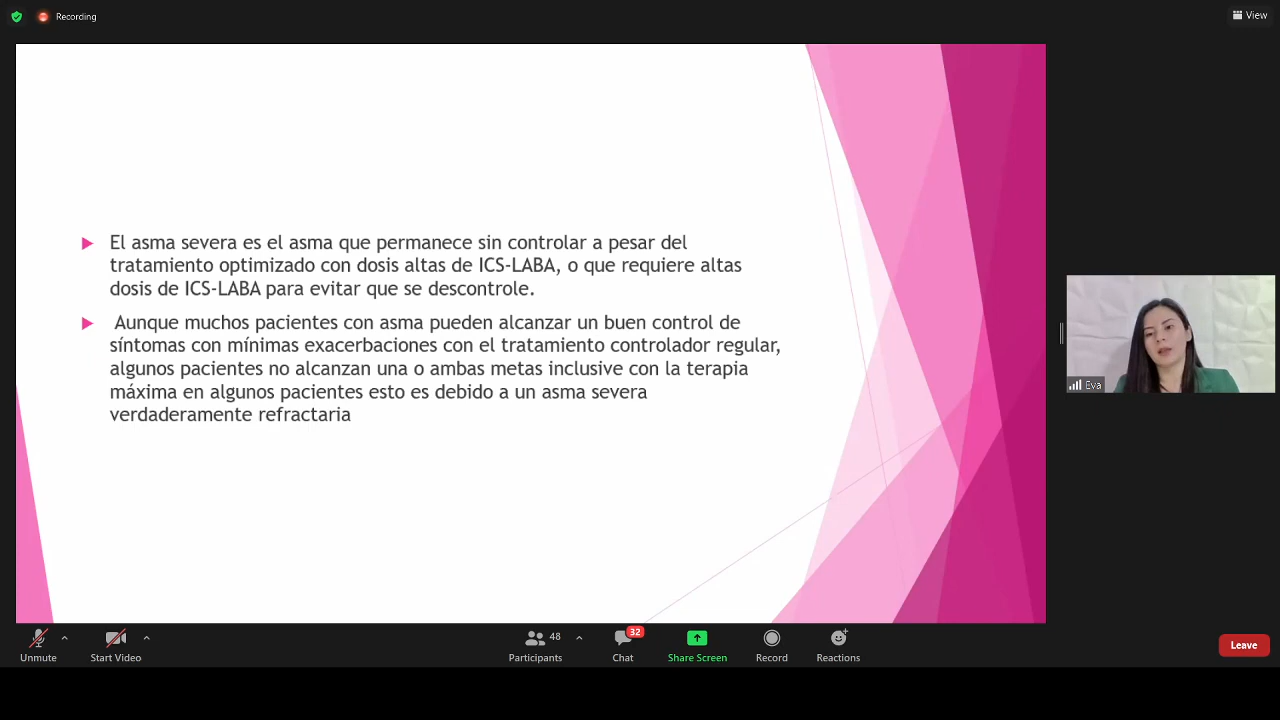 Recording
View
El asma severa es el asma que permanece sin controlar a pesar del
tratamiento optimizado con dosis altas de ICS-LABA, o que requiere altas
dosis de ICS-LABA para evitar que se descontrole.
Aunque muchos pacientes con asma pueden alcanzar un buen control de
síntomas con mínimas exacerbaciones con el tratamiento controlador regular,
algunos pacientes no alcanzan una o ambas metas inclusive con la terapia
máxima en algunos pacientes esto es debido a un asma severa
verdaderamente refractaria
Eva
48
32
Unmute
Start Video
Participants
Chat
Share Screen
Record
Reactions
Leave